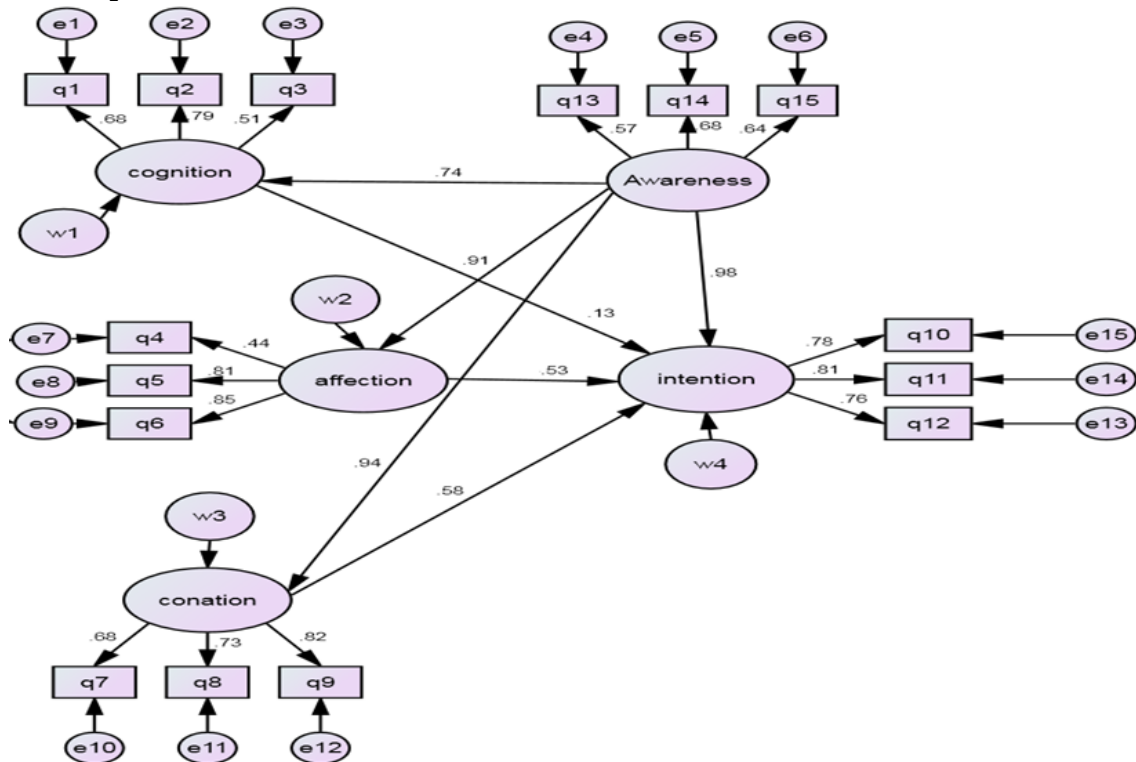 e1
e2
e3
e4
e5
e6
q1
q2
q3
q13
q14
q15
.68
.79
.51
.57
.68
.64
cognition
Awareness
.74
w1
.91
.98
w2
.13
e7
q4
.44
q10
e15
.78
e8
q5
.81
affection
.53
intention
.81
q11
e14
e9
q6
.85
.76
q12
e13
.94
w4
.58
w3
conation
.68
.73
.82
q7
q8
q9
e10
e11
e12